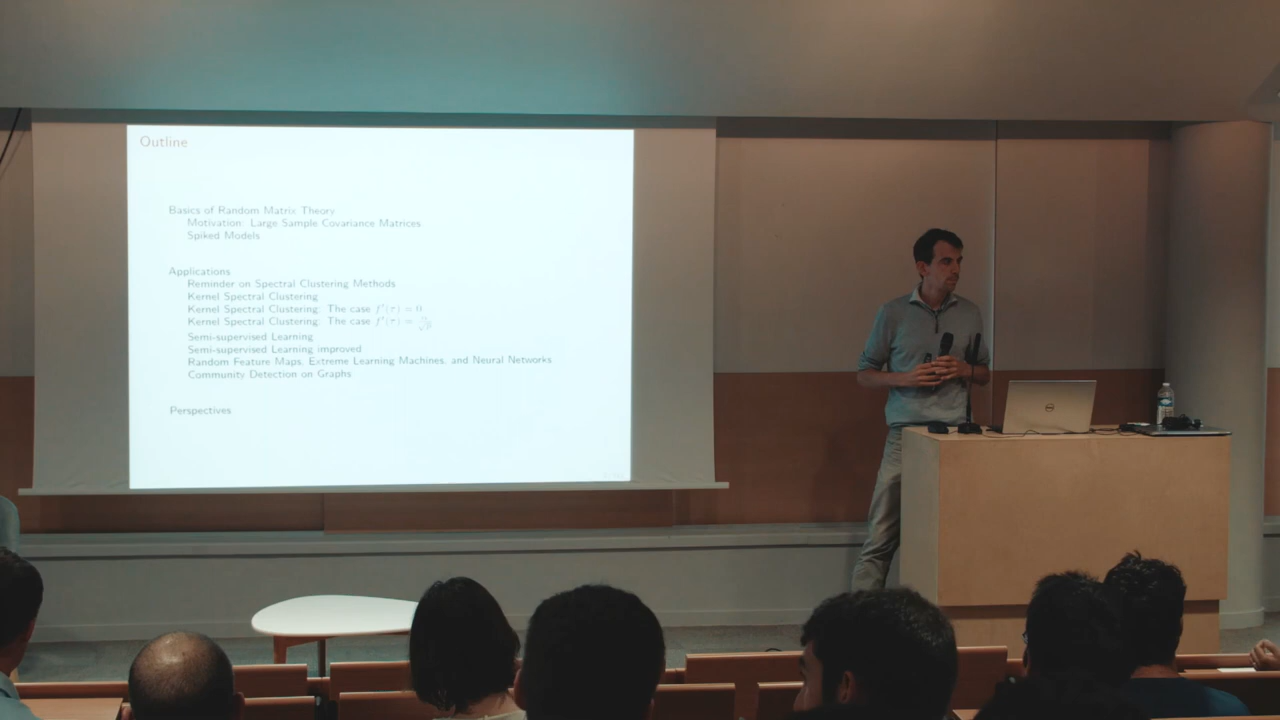 Outline
Basics of Random Matrix Theory
Motivation: Large Sample Covariance Matrices
Spiked Models
Applications
Reminder on Spectral Clustering Methods
Kernel Spectral Clustering
Kernel Spectral Clustering: The case f′(τ) = 0
Kernel Spectral Clustering: The case f′(τ) =
Semi-supervised Learning
Semi-supervised Learning improved
Random Feature Maps, Extreme Learning Machines, and Neural Networks
Community Detection on Graphs
Perspectives
DELL